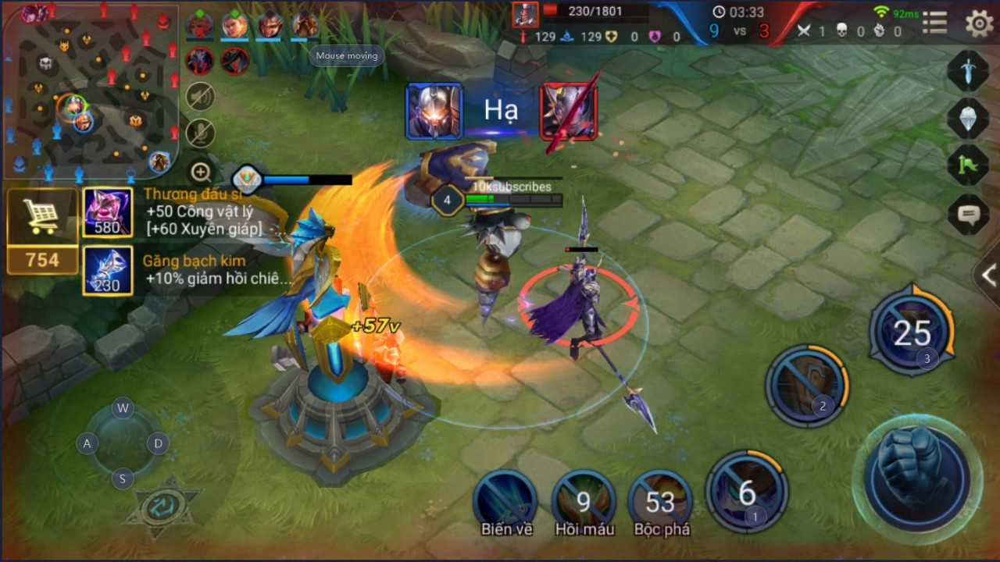 230/1801
129 129 0 0
03:33
9 vs 3
1 0 0
92ms
Mouse moving
Hạ
Thương đấu sĩ
+50 Công vật lý
[+60 Xuyên giáp] -...
580
754
Găng bạch kim
+10% giảm hồi chiê...
230
10ksubscribes
4
+57v
25
3
2
W
A
D
S
9
53
6
1
Biến về
Hồi máu
Bộc phá